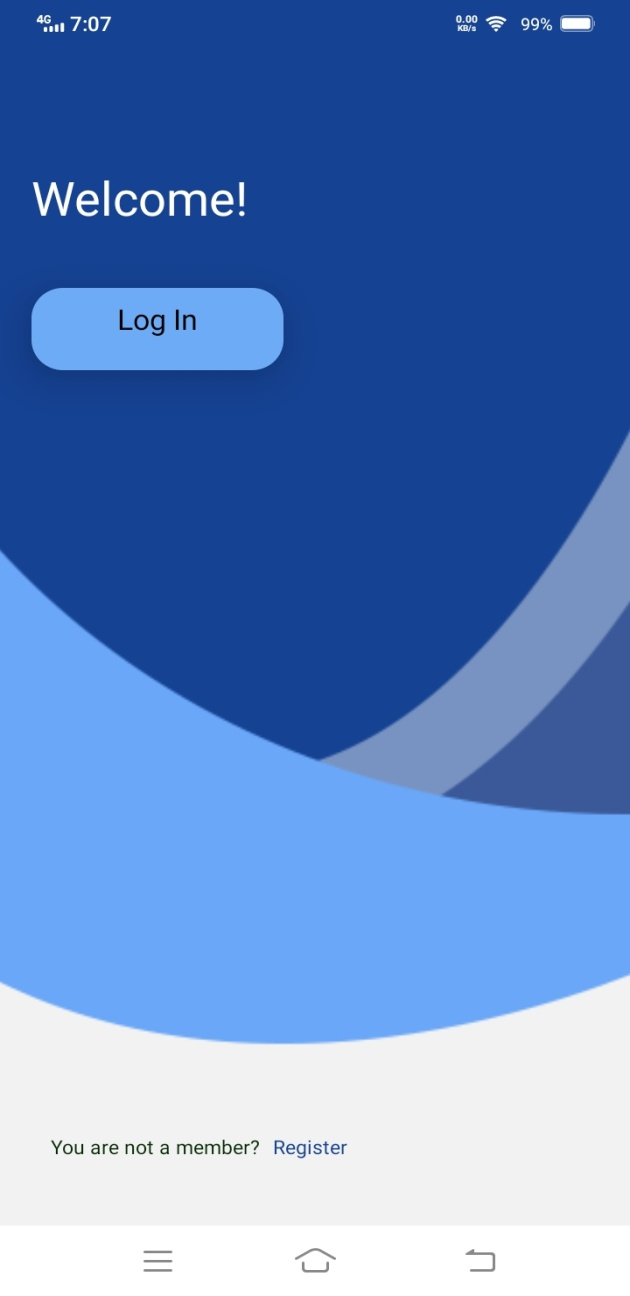 4G 7:07 0.00 KB/s 99%
Welcome!
Log In
You are not a member? Register